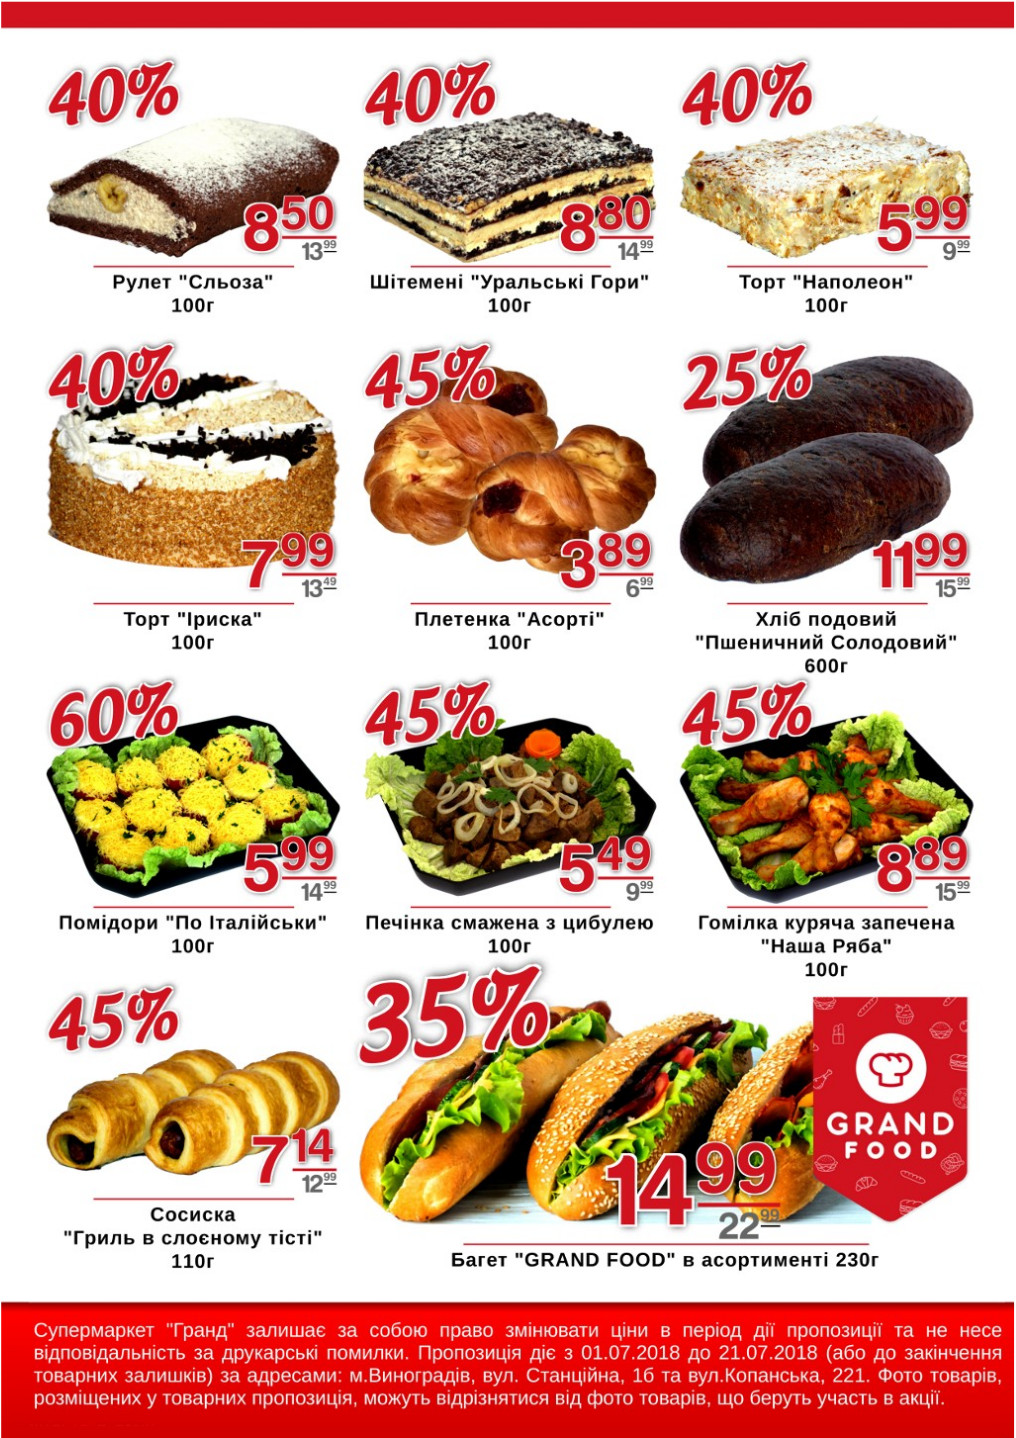 40%
8 50
13 99
Рулет "Сльоза"
100г
40%
8 80
14 99
Шітемені "Уральські Гори"
100г
40%
5 99
9 99
Торт "Наполеон"
100г
40%
7 99
13 49
Торт "Іриска"
100г
45%
3 89
6 99
Плетенка "Асорті"
100г
25%
11 99
15 99
Хліб подовий
"Пшеничний Солодовий"
600г
60%
5 99
14 99
Помідори "По Італійськи"
100г
45%
5 49
9 99
Печінка смажена з цибулею
100г
45%
8 89
15 99
Гомілка куряча запечена
"Наша Ряба"
100г
45%
7 14
12 99
Сосиска
"Гриль в слоєному тісті"
110г
35%
14 99
22 99
GRAND
FOOD
Багет "GRAND FOOD" в асортименті 230г
Супермаркет "Гранд" залишає за собою право змінювати ціни в період дії пропозиції та не несе
відповідальність за друкарські помилки. Пропозиція діє з 01.07.2018 до 21.07.2018 (або до закінчення
товарних залишків) за адресами: м.Виноградів, вул. Станційна, 1б та вул.Копанська, 221. Фото товарів,
розміщених у товарних пропозиція, можуть відрізнятися від фото товарів, що беруть участь в акції.